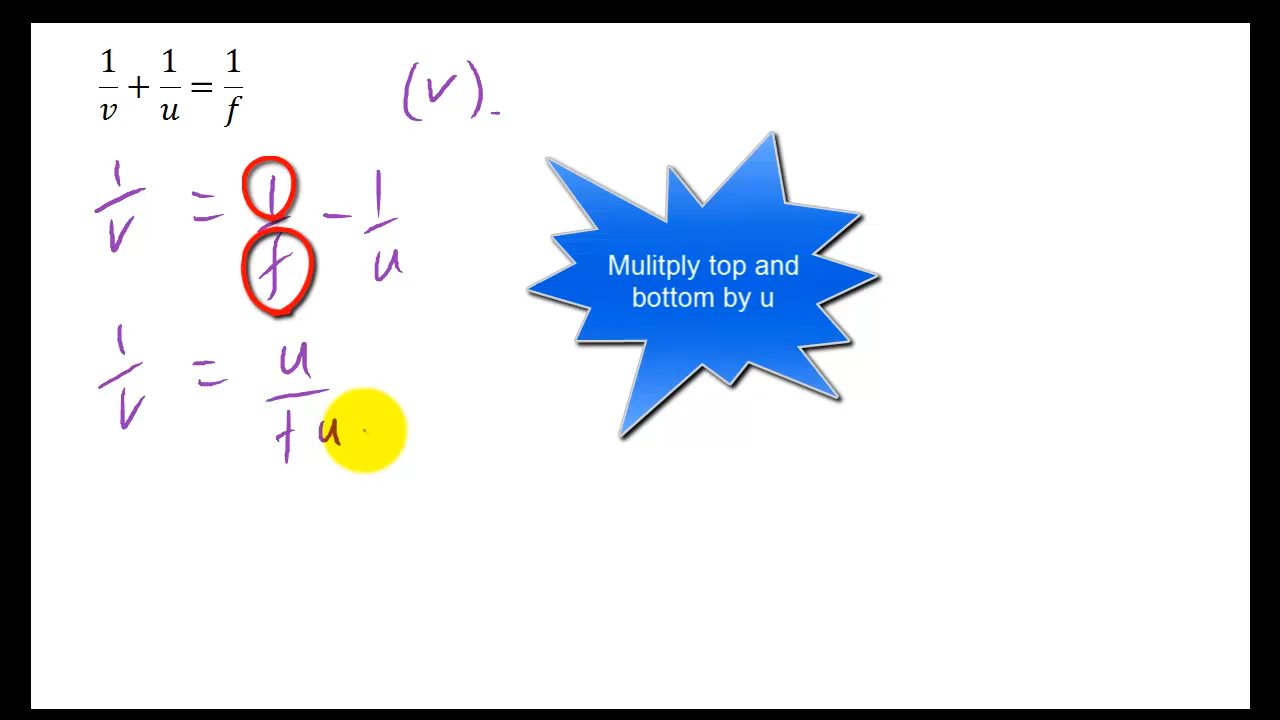 1/v + 1/u = 1/f
(v).
1/v = 1/f - 1/u
Mulitply top and
bottom by u
1/v = u/fu